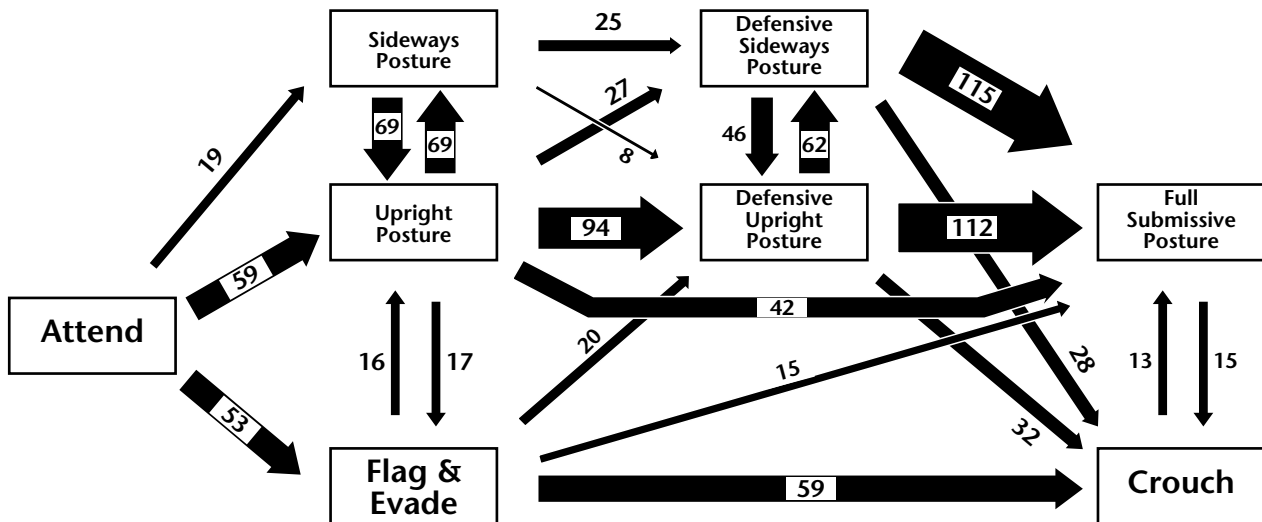 Sideways
Posture
25
Defensive
Sideways
Posture
115
27
19
69
69
8
46
62
Upright
Posture
94
Defensive
Upright
Posture
112
Full
Submissive
Posture
59
Attend
42
16
17
20
15
28
13
15
53
32
Flag &
Evade
59
Crouch